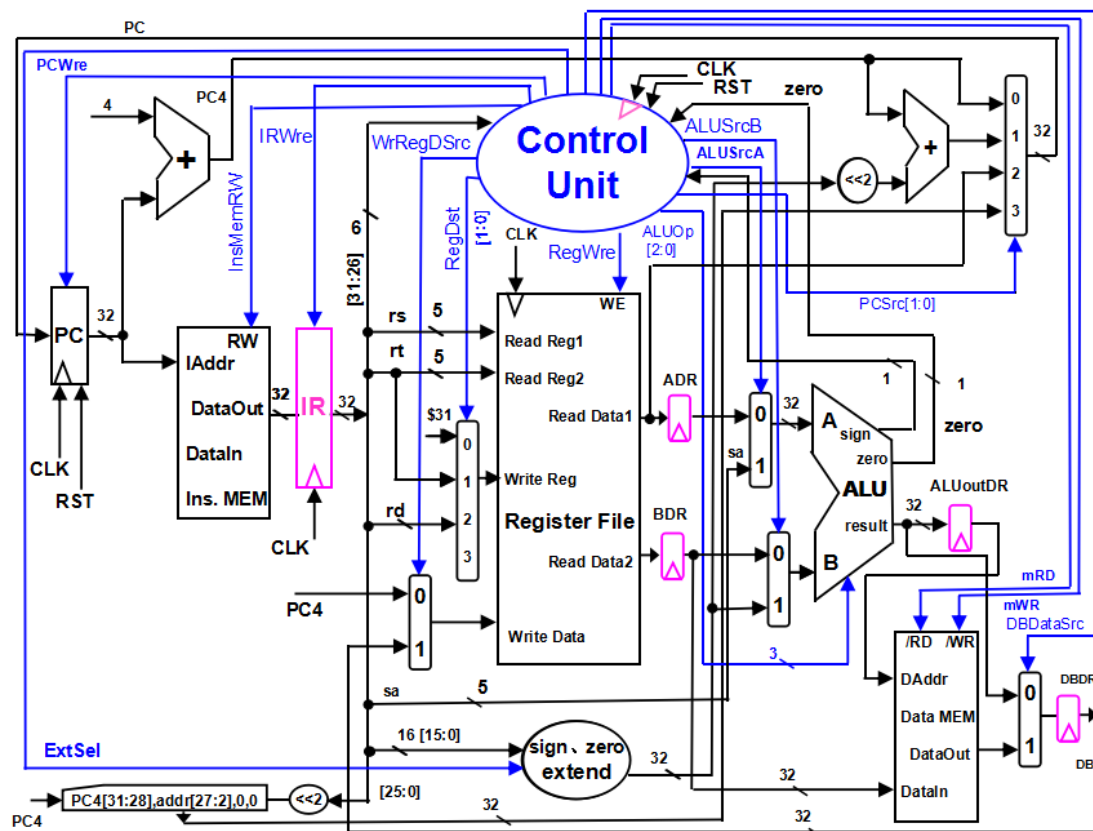 PC
PCWre
4
PC4
+
IRWre
InsMemRW
WrRegDSrc
6
[31:26]
RegDst
[1:0]
Control
Unit
CLK
RST
zero
ALUSrcB
ALUSrcA
ALUOp
[2:0]
RegWre
CLK
<<2
+
0
1
2
3
32
PCSrc[1:0]
PC
32
CLK
RST
RW
IAddr
DataOut
DataIn
Ins. MEM
32
IR
32
CLK
rs
5
rt
5
$31
rd
0
1
2
3
PC4
0
1
WE
Read Reg1
Read Reg2
Read Data1
Write Reg
Register File
Read Data2
Write Data
ADR
BDR
sa
0
1
32
0
1
A
sign
zero
ALU
result
B
1
1
zero
32
ALUoutDR
3
mRD
mWR
DBDataSrc
/RD
/WR
DAddr
Data MEM
DataOut
DataIn
0
1
DBDR
DB
sa
5
16 [15:0]
ExtSel
sign、zero
extend
32
32
[25:0]
PC4[31:28],addr[27:2],0,0
<<2
PC4
32
32